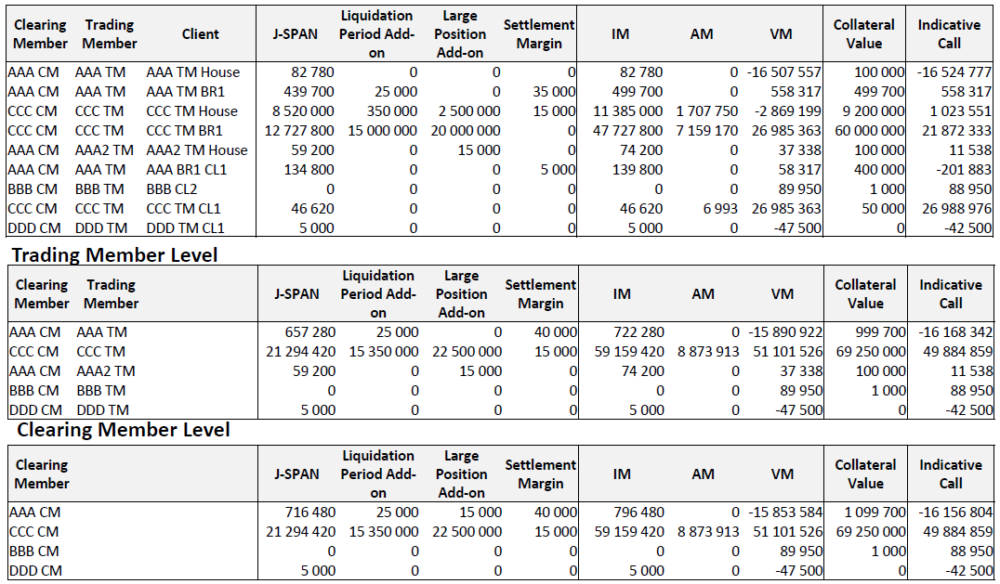 Clearing Member Trading Member Client J-SPAN Liquidation Period Add-on Large Position Add-on Settlement Margin IM AM VM Collateral Value Indicative Call
AAA CM AAA TM AAA TM House 82 780 0 0 0 82 780 0 -16 507 557 100 000 -16 524 777
AAA CM AAA TM AAA TM BR1 439 700 25 000 0 35 000 499 700 0 558 317 499 700 558 317
CCC CM CCC TM CCC TM House 8 520 000 350 000 2 500 000 15 000 11 385 000 1 707 750 -2 869 199 9 200 000 1 023 551
CCC CM CCC TM CCC TM BR1 12 727 800 15 000 000 20 000 000 0 47 727 800 7 159 170 26 985 363 60 000 000 21 872 333
AAA CM AAA2 TM AAA2 TM House 59 200 0 15 000 0 74 200 0 37 338 100 000 11 538
AAA CM AAA TM AAA BR1 CL1 134 800 0 0 5 000 139 800 0 58 317 400 000 -201 883
BBB CM BBB TM BBB CL2 0 0 0 0 0 0 89 950 1 000 88 950
CCC CM CCC TM CCC TM CL1 46 620 0 0 0 46 620 6 993 26 985 363 50 000 26 988 976
DDD CM DDD TM DDD TM CL1 5 000 0 0 0 5 000 0 -47 500 0 -42 500
Trading Member Level
Clearing Member Trading Member J-SPAN Liquidation Period Add-on Large Position Add-on Settlement Margin IM AM VM Collateral Value Indicative Call
AAA CM AAA TM 657 280 25 000 0 40 000 722 280 0 -15 890 922 999 700 -16 168 342
CCC CM CCC TM 21 294 420 15 350 000 22 500 000 15 000 59 159 420 8 873 913 51 101 526 69 250 000 49 884 859
AAA CM AAA2 TM 59 200 0 15 000 0 74 200 0 37 338 100 000 11 538
BBB CM BBB TM 0 0 0 0 0 0 89 950 1 000 88 950
DDD CM DDD TM 5 000 0 0 0 5 000 0 -47 500 0 -42 500
Clearing Member Level
Clearing Member J-SPAN Liquidation Period Add-on Large Position Add-on Settlement Margin IM AM VM Collateral Value Indicative Call
AAA CM 716 480 25 000 15 000 40 000 796 480 0 -15 853 584 1 099 700 -16 156 804
CCC CM 21 294 420 15 350 000 22 500 000 15 000 59 159 420 8 873 913 51 101 526 69 250 000 49 884 859
BBB CM 0 0 0 0 0 0 89 950 1 000 88 950
DDD CM 5 000 0 0 0 5 000 0 -47 500 0 -42 500